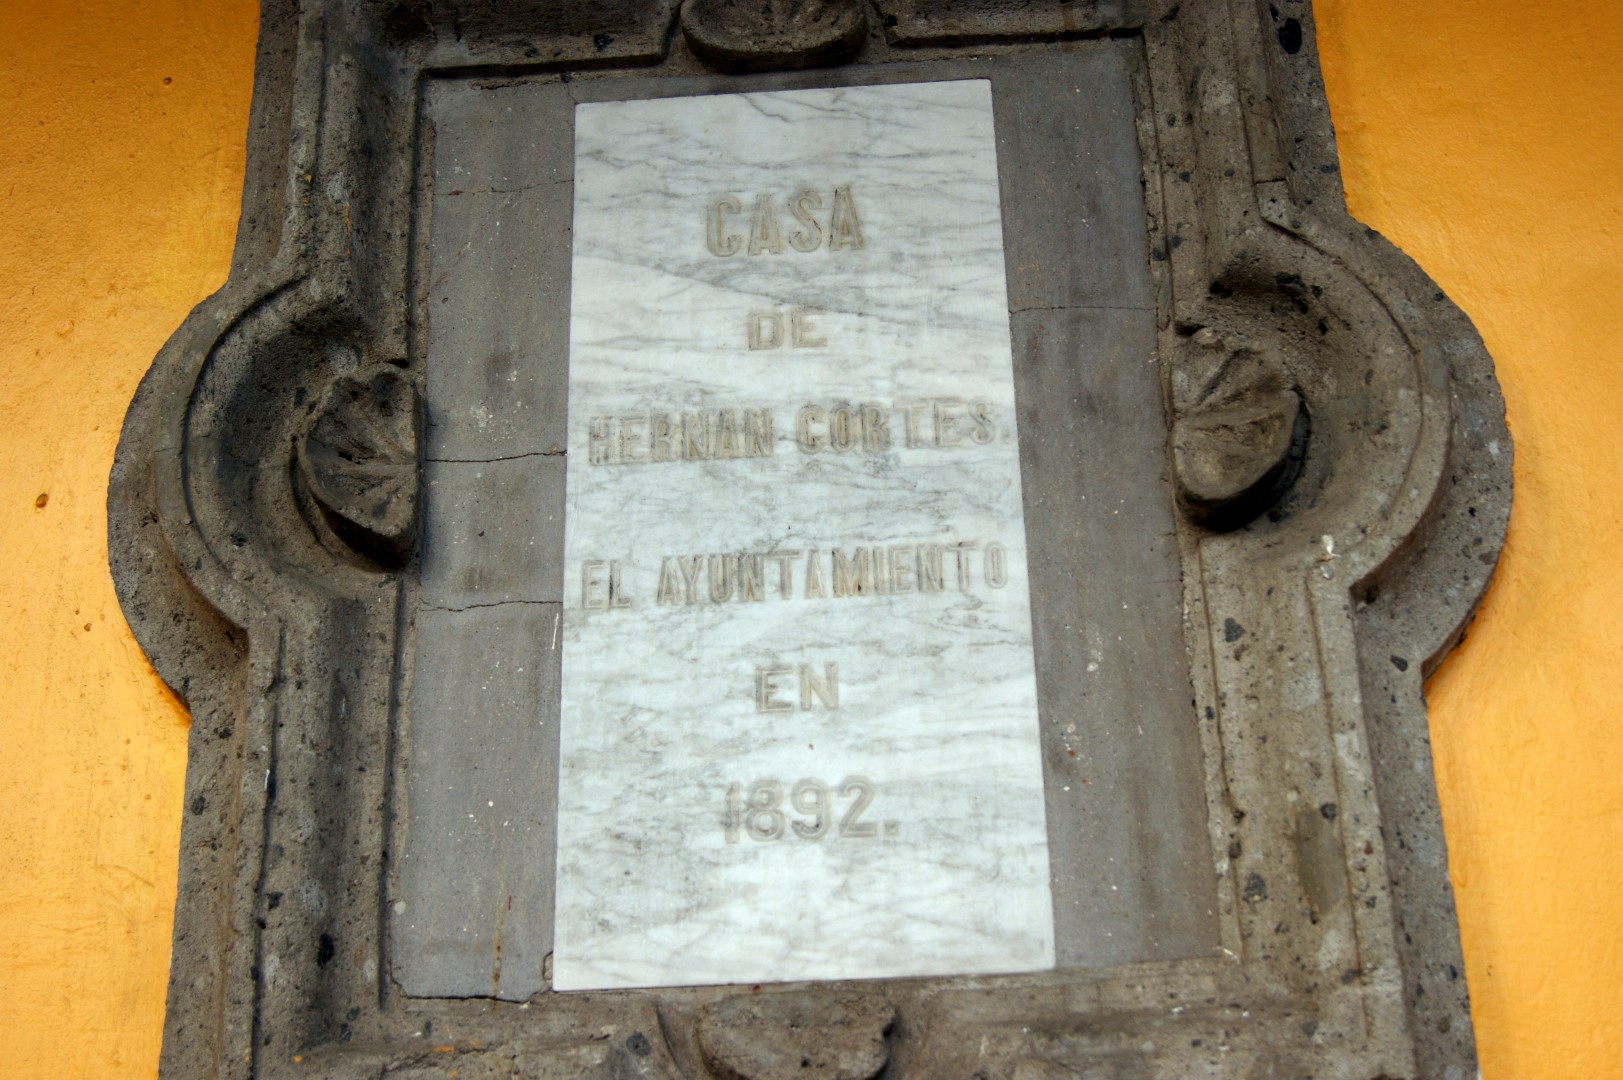 CASA
DE
HERNAN CORTES
EL AYUNTAMIENTO
EN
1892.